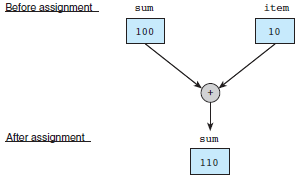 Before assignment sum item
100 10
+
After assignment sum
110